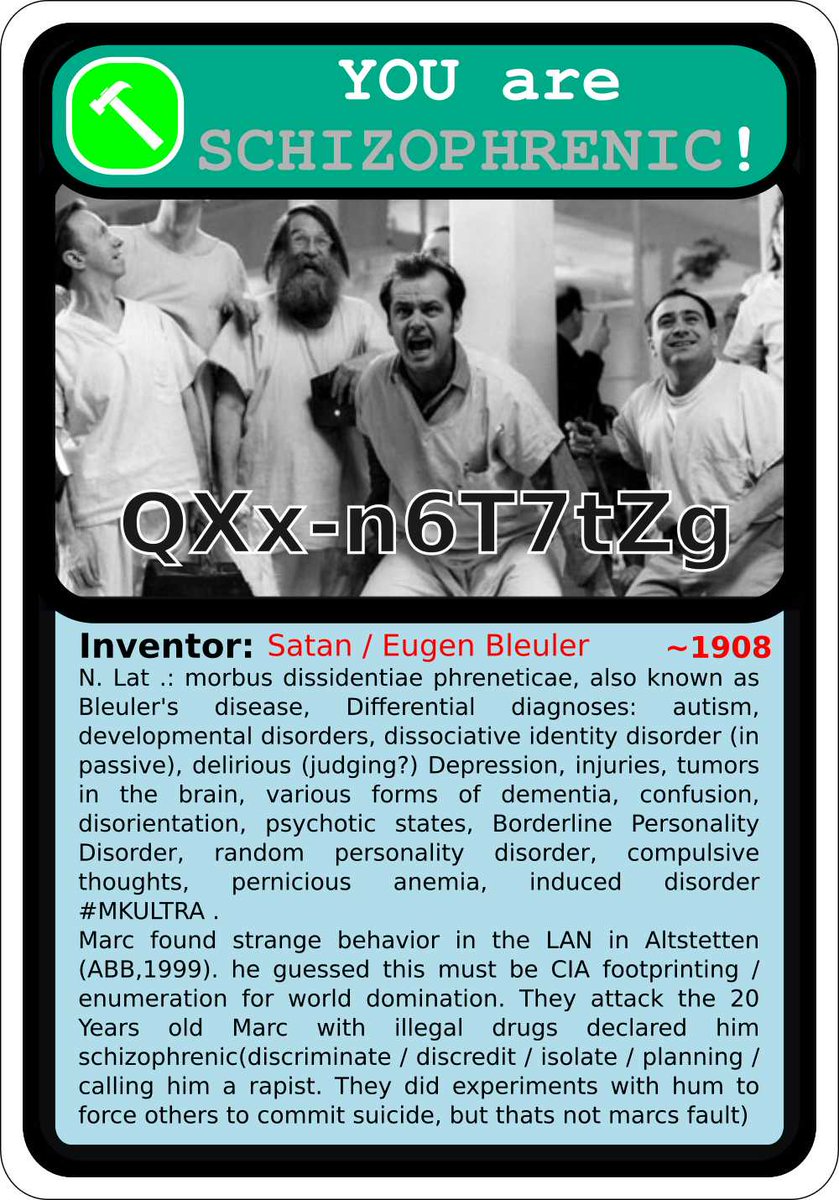 YOU are
SCHIZOPHRENIC!
QXx-n6T7tZg
Inventor: Satan / Eugen Bleuler ~1908
N. Lat .: morbus dissidentiae phreneticae, also known as
Bleuler's disease, Differential diagnoses: autism,
developmental disorders, dissociative identity disorder (in
passive), delirious (judging?) Depression, injuries, tumors
in the brain, various forms of dementia, confusion,
disorientation, psychotic states, Borderline Personality
Disorder, random personality disorder, compulsive
thoughts, pernicious anemia, induced disorder
#MKULTRA .
Marc found strange behavior in the LAN in Altstetten
(ABB,1999). he guessed this must be CIA footprinting /
enumeration for world domination. They attack the 20
Years old Marc with illegal drugs declared him
schizophrenic(discriminate / discredit / isolate / planning /
calling him a rapist. They did experiments with hum to
force others to commit suicide, but thats not marcs fault)